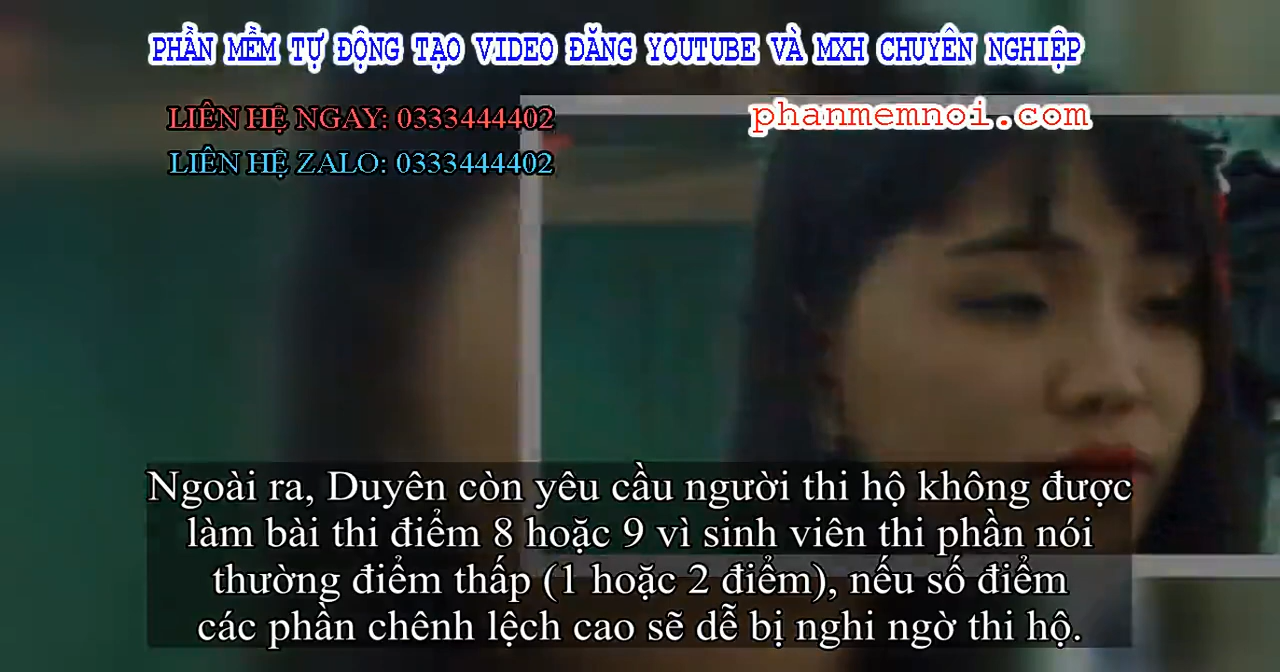 PHẦN MỀM TỰ ĐỘNG TẠO VIDEO ĐĂNG YOUTUBE VÀ MXH CHUYÊN NGHIỆP
LIÊN HỆ NGAY: 0333444402
phanmemnoi.com
LIÊN HỆ ZALO: 0333444402
Ngoài ra, Duyên còn yêu cầu người thi hộ không được
làm bài thi điểm 8 hoặc 9 vì sinh viên thi phần nói
thường điểm thấp (1 hoặc 2 điểm), nếu số điểm
các phần chênh lệch cao sẽ dễ bị nghi ngờ thi hộ.